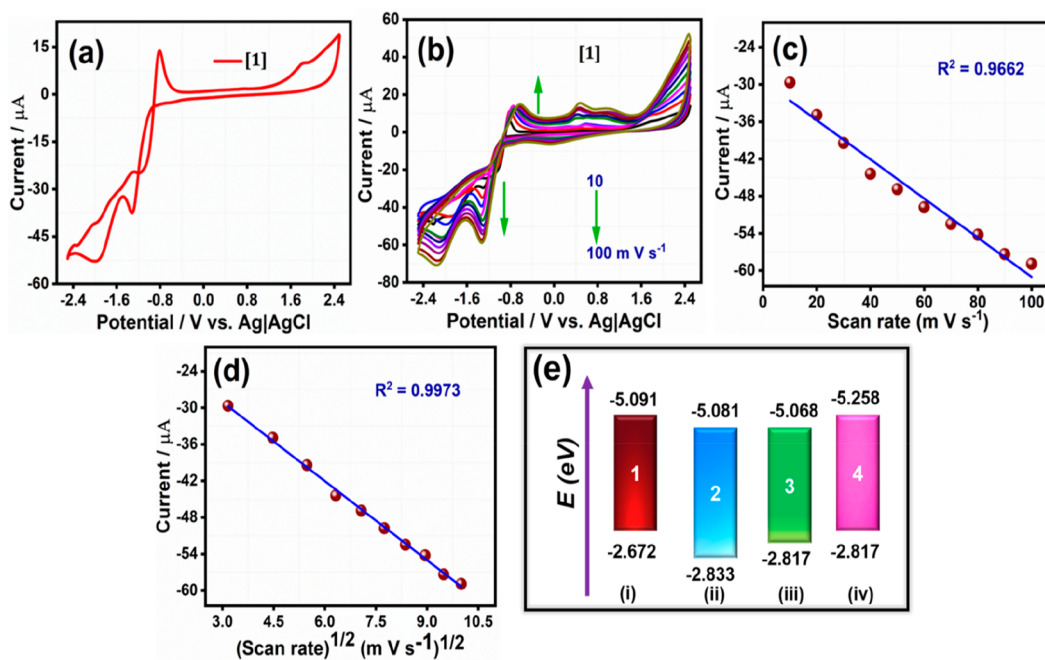 (a)
[1]
Current / μA
15
0
-15
-30
-45
-60
-2.4 -1.6 -0.8 0.0 0.8 1.6 2.4
Potential / V vs. Ag|AgCl
(b)
[1]
Current / μA
60
40
20
0
-20
-40
-60
-80
10
100 m V s⁻¹
-2.4 -1.6 -0.8 0.0 0.8 1.6 2.4
Potential / V vs. Ag|AgCl
(c)
R² = 0.9662
Current / μA
-24
-30
-36
-42
-48
-54
-60
0 20 40 60 80 100
Scan rate (m V s⁻¹)
(d)
R² = 0.9973
Current / μA
-24
-30
-36
-42
-48
-54
-60
3.0 4.5 6.0 7.5 9.0 10.5
(Scan rate)¹/² (m V s⁻¹)¹/²
(e)
E (eV)
-5.091 -5.081 -5.068 -5.258
1 2 3 4
-2.672 -2.833 -2.817 -2.817
(i) (ii) (iii) (iv)